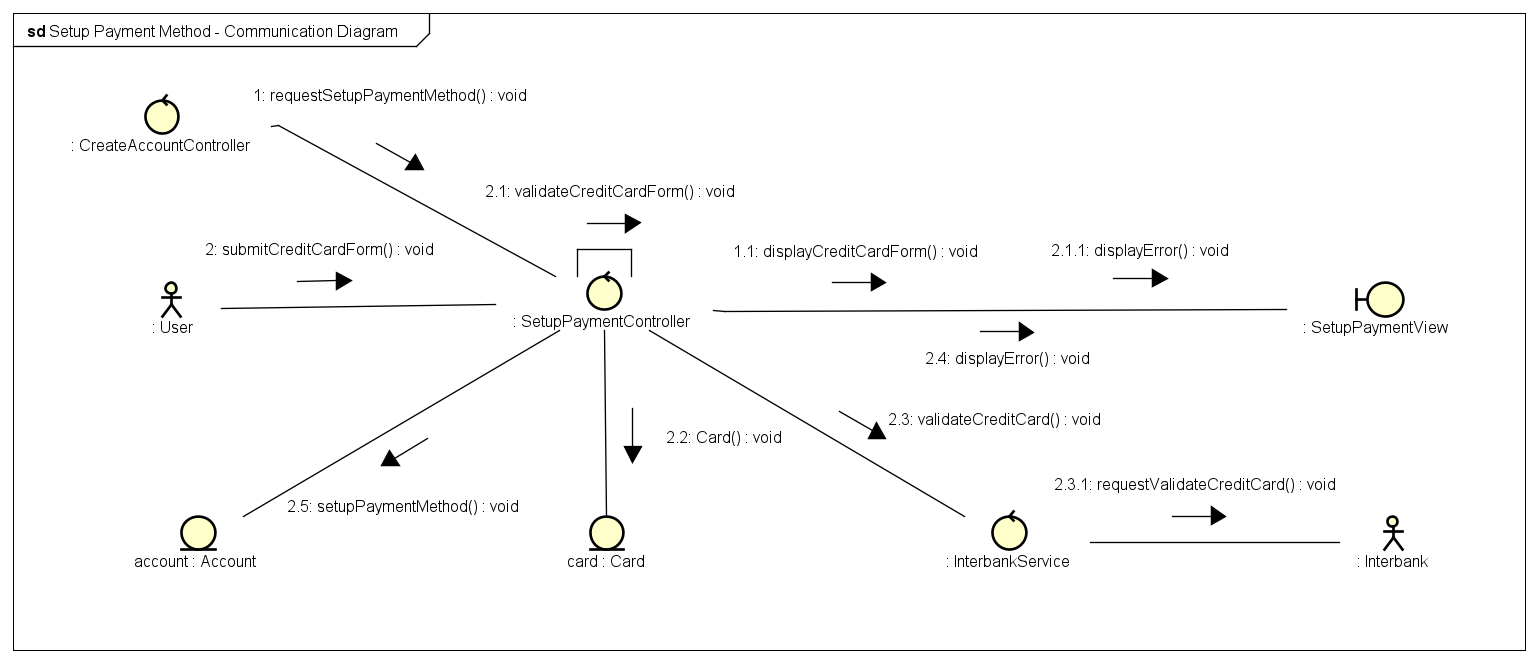 sd Setup Payment Method - Communication Diagram
1: requestSetupPaymentMethod() : void
: CreateAccountController
2.1: validateCreditCardForm() : void
2: submitCreditCardForm() : void
1.1: displayCreditCardForm() : void
2.1.1: displayError() : void
: User
: SetupPaymentController
: SetupPaymentView
2.4: displayError() : void
2.3: validateCreditCard() : void
2.2: Card() : void
2.5: setupPaymentMethod() : void
2.3.1: requestValidateCreditCard() : void
account : Account
card : Card
: InterbankService
: Interbank